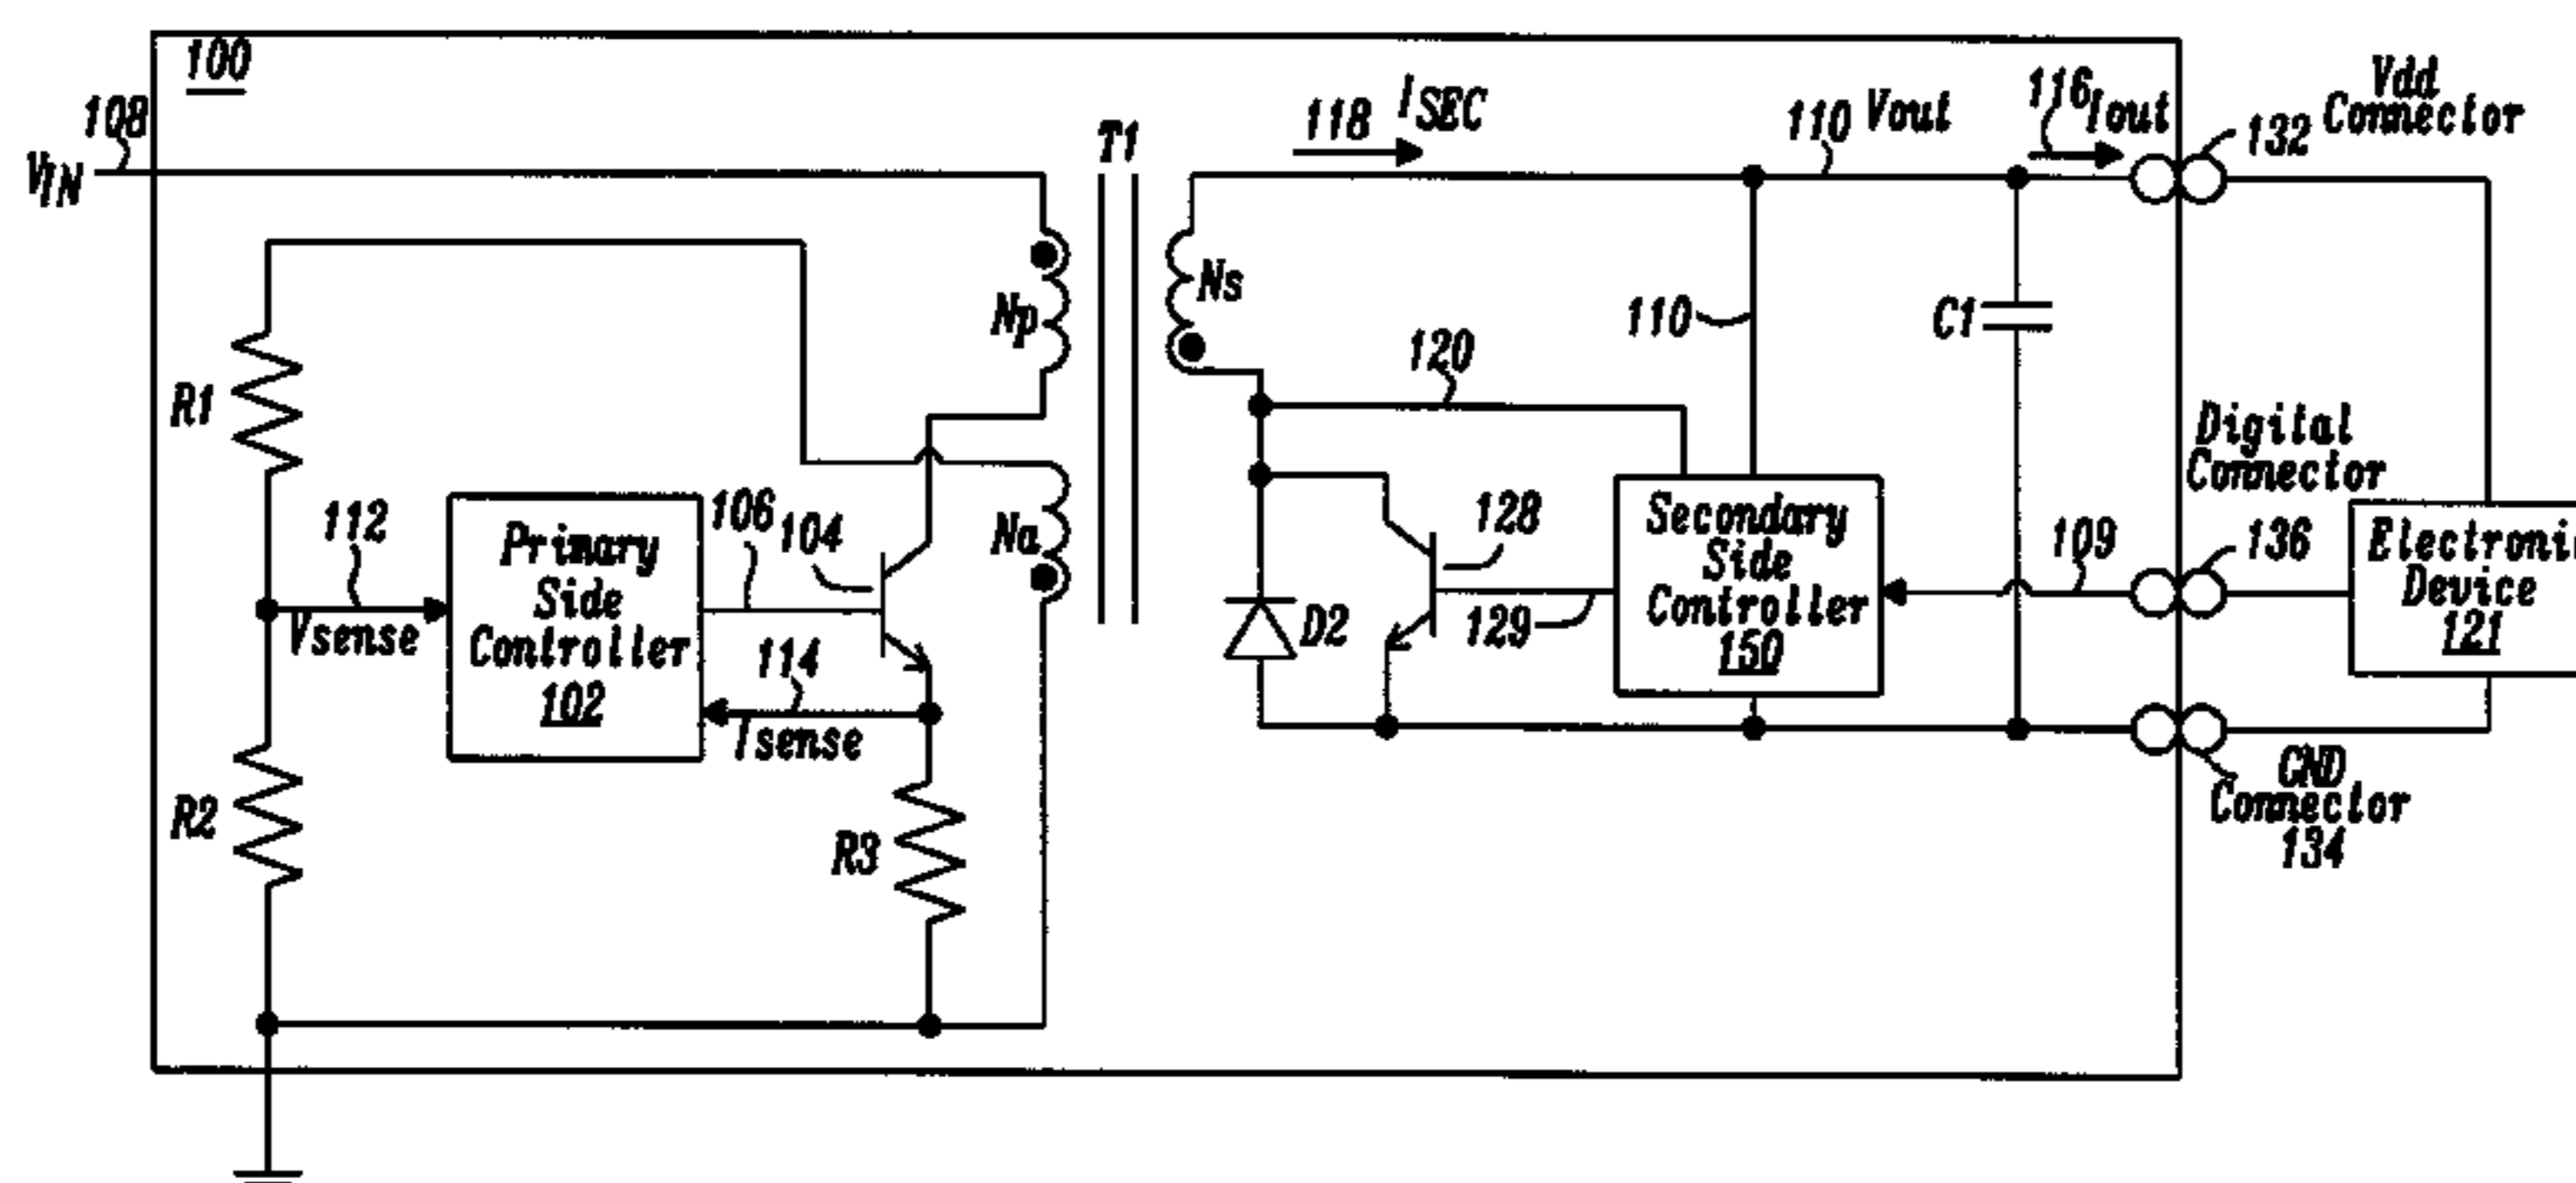 100
108
VIN
T1
118
ISEC
110
Vout
116
Iout
Vdd
Connector
132
Np
Ns
R1
110
C1
120
Digital
Connector
112
Vsense
Primary
Side
Controller
102
106
104
Na
114
Isense
D2
128
129
Secondary
Side
Controller
150
109
136
Device
121
R2
R3
GND
Connector
134